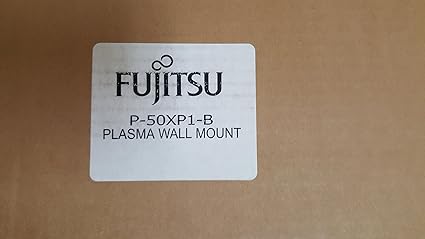 FUJITSU
P-50XP1-B
PLASMA WALL MOUNT